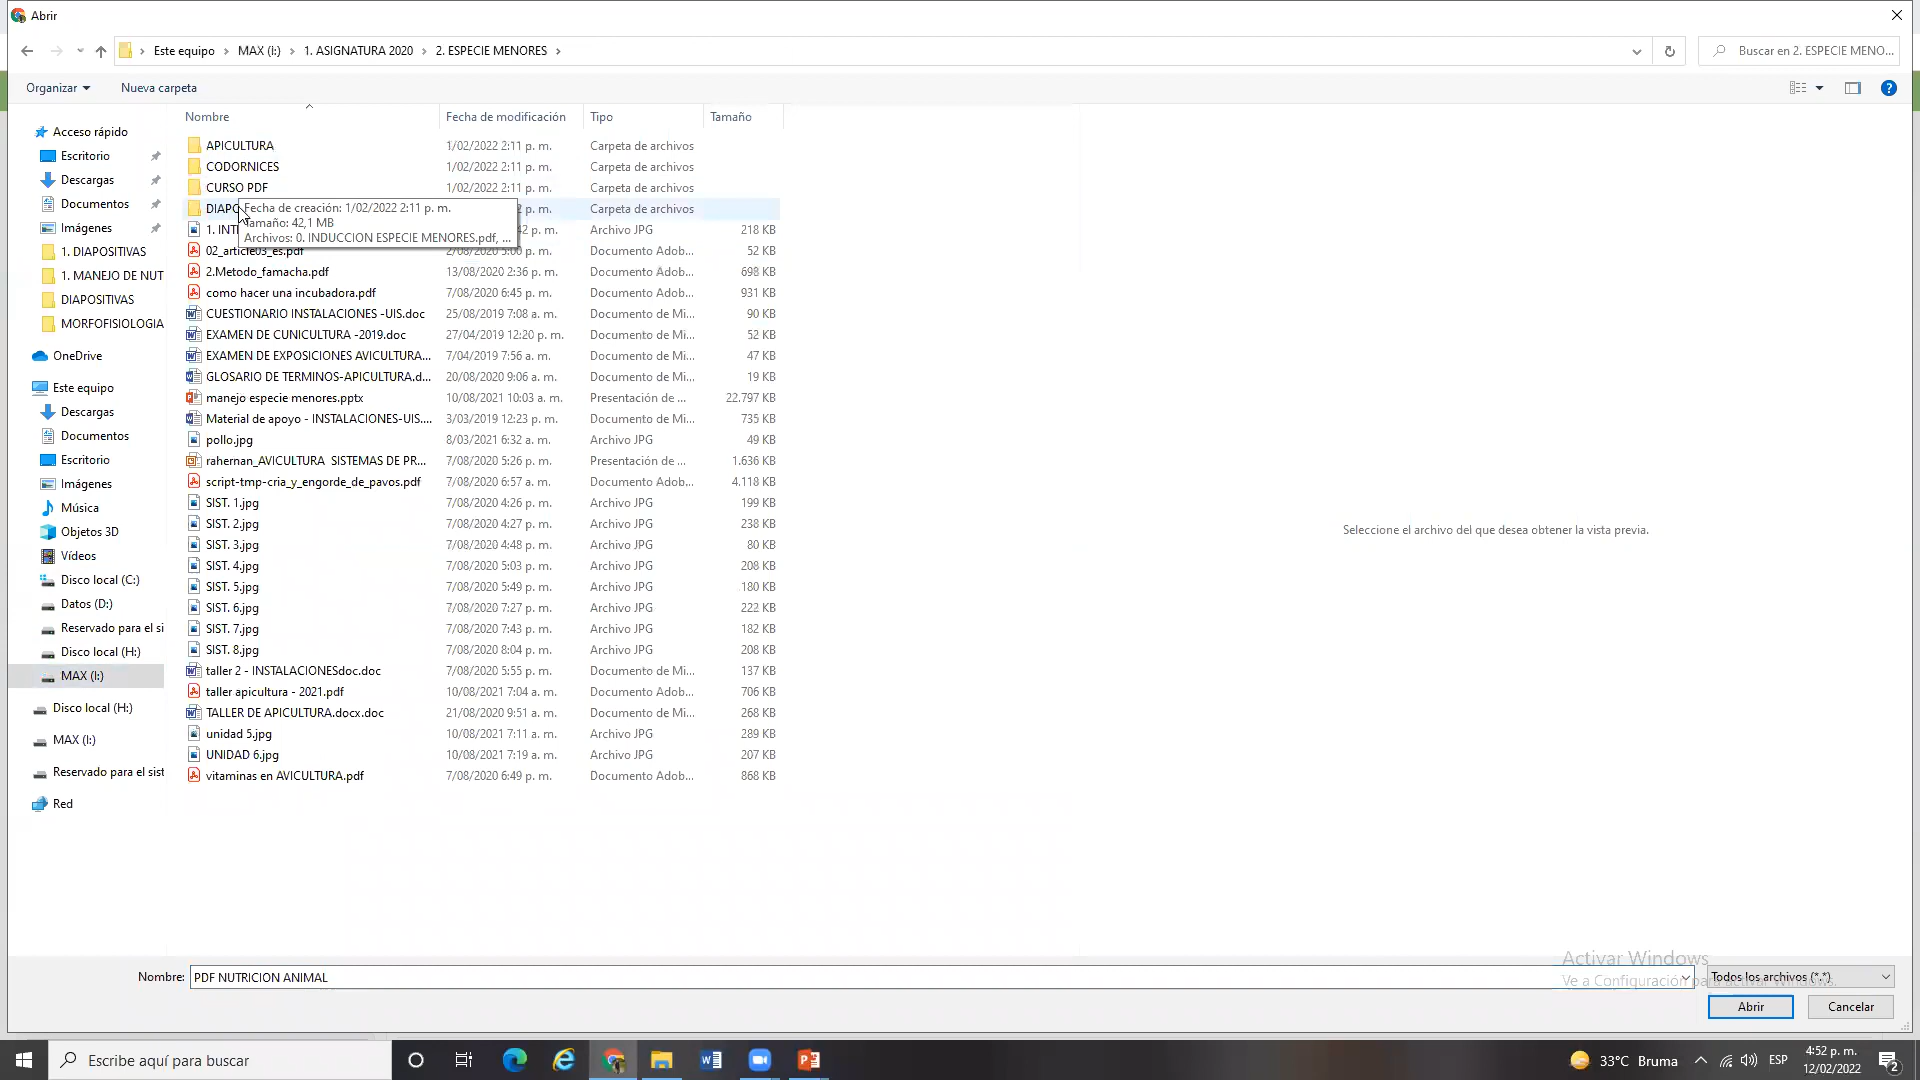 Abrir
Este equipo > MAX (I:) > 1. ASIGNATURA 2020 > 2. ESPECIE MENORES >
Buscar en 2. ESPECIE MENO...
Organizar
Nueva carpeta
Acceso rápido
Escritorio
Descargas
Documentos
Imágenes
1. DIAPOSITIVAS
1. MANEJO DE NUT
DIAPOSITIVAS
MORFOFISIOLOGIA
OneDrive
Este equipo
Descargas
Documentos
Escritorio
Imágenes
Música
Objetos 3D
Vídeos
Disco local (C:)
Datos (D:)
Reservado para el si
Disco local (H:)
MAX (I:)
Disco local (H:)
MAX (I:)
Reservado para el sist
Red
Nombre Fecha de modificación Tipo Tamaño
APICULTURA 1/02/2022 2:11 p. m. Carpeta de archivos
CODORNICES 1/02/2022 2:11 p. m. Carpeta de archivos
CURSO PDF 1/02/2022 2:11 p. m. Carpeta de archivos
DIAPO p. m. Carpeta de archivos
Fecha de creación: 1/02/2022 2:11 p. m.
Tamaño: 42,1 MB
Archivos: 0. INDUCCION ESPECIE MENORES.pdf, ...
1. INT 42 p. m. Archivo JPG 218 KB
02_article03_es.pdf 2/08/2020 5:00 p. m. Documento Adob... 52 KB
2.Metodo_famacha.pdf 13/08/2020 2:36 p. m. Documento Adob... 698 KB
como hacer una incubadora.pdf 7/08/2020 6:45 p. m. Documento Adob... 931 KB
CUESTIONARIO INSTALACIONES -UIS.doc 25/08/2019 7:08 a. m. Documento de Mi... 90 KB
EXAMEN DE CUNICULTURA -2019.doc 27/04/2019 12:20 p. m. Documento de Mi... 52 KB
EXAMEN DE EXPOSICIONES AVICULTURA... 7/04/2019 7:56 a. m. Documento de Mi... 47 KB
GLOSARIO DE TERMINOS-APICULTURA.d... 20/08/2020 9:06 a. m. Documento de Mi... 19 KB
manejo especie menores.pptx 10/08/2021 10:03 a. m. Presentación de ... 22.797 KB
Material de apoyo - INSTALACIONES-UIS.... 3/03/2019 12:23 p. m. Documento de Mi... 735 KB
pollo.jpg 8/03/2021 6:32 a. m. Archivo JPG 49 KB
rahernan_AVICULTURA SISTEMAS DE PR... 7/08/2020 5:26 p. m. Presentación de ... 1.636 KB
script-tmp-cria_y_engorde_de_pavos.pdf 7/08/2020 6:57 a. m. Documento Adob... 4.118 KB
SIST. 1.jpg 7/08/2020 4:26 p. m. Archivo JPG 199 KB
SIST. 2.jpg 7/08/2020 4:27 p. m. Archivo JPG 238 KB
SIST. 3.jpg 7/08/2020 4:48 p. m. Archivo JPG 80 KB
SIST. 4.jpg 7/08/2020 5:03 p. m. Archivo JPG 208 KB
SIST. 5.jpg 7/08/2020 5:49 p. m. Archivo JPG 180 KB
SIST. 6.jpg 7/08/2020 7:27 p. m. Archivo JPG 222 KB
SIST. 7.jpg 7/08/2020 7:43 p. m. Archivo JPG 182 KB
SIST. 8.jpg 7/08/2020 8:04 p. m. Archivo JPG 208 KB
taller 2 - INSTALACIONESdoc.doc 7/08/2020 5:55 p. m. Documento de Mi... 137 KB
taller apicultura - 2021.pdf 10/08/2021 7:04 a. m. Documento Adob... 706 KB
TALLER DE APICULTURA.docx.doc 21/08/2020 9:51 a. m. Documento de Mi... 268 KB
unidad 5.jpg 10/08/2021 7:11 a. m. Archivo JPG 289 KB
UNIDAD 6.jpg 10/08/2021 7:19 a. m. Archivo JPG 207 KB
vitaminas en AVICULTURA.pdf 7/08/2020 6:49 p. m. Documento Adob... 868 KB
Seleccione el archivo del que desea obtener la vista previa.
Activar Windows
Ve a Configuración para activar Windows.
Nombre: PDF NUTRICION ANIMAL
Todos los archivos (*.*)
Abrir
Cancelar
Escribe aquí para buscar
33°C Bruma
ESP
4:52 p. m.
12/02/2022
2